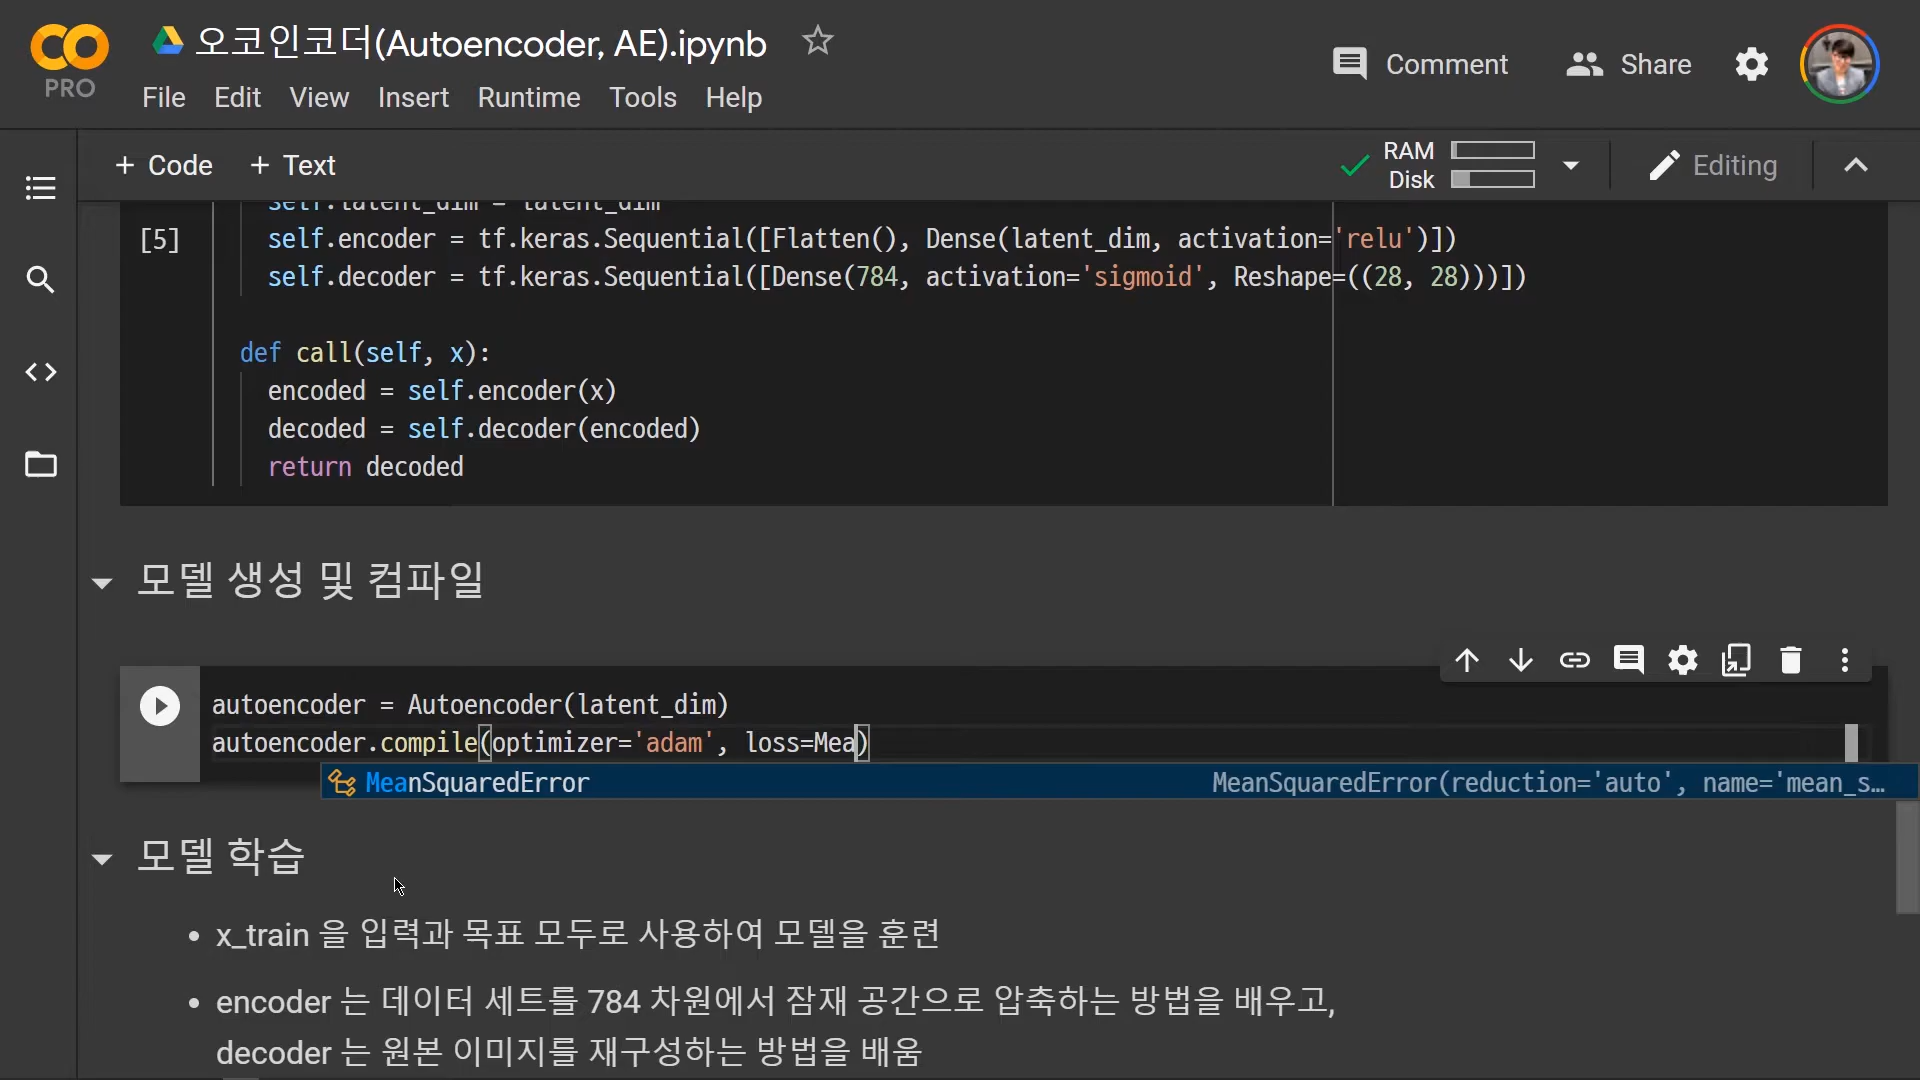 오코인코더(Autoencoder, AE).ipynb
PRO
File Edit View Insert Runtime Tools Help
Comment
Share
+ Code + Text
RAM
Disk
Editing
self.latent_dim = latent_dim
[5]
self.encoder = tf.keras.Sequential([Flatten(), Dense(latent_dim, activation='relu')])
self.decoder = tf.keras.Sequential([Dense(784, activation='sigmoid', Reshape=((28, 28)))])
def call(self, x):
encoded = self.encoder(x)
decoded = self.decoder(encoded)
return decoded
모델 생성 및 컴파일
autoencoder = Autoencoder(latent_dim)
autoencoder.compile(optimizer='adam', loss=Mea)
MeanSquaredError MeanSquaredError(reduction='auto', name='mean_s…
모델 학습
• x_train 을 입력과 목표 모두로 사용하여 모델을 훈련
• encoder 는 데이터 세트를 784 차원에서 잠재 공간으로 압축하는 방법을 배우고,
decoder 는 원본 이미지를 재구성하는 방법을 배움